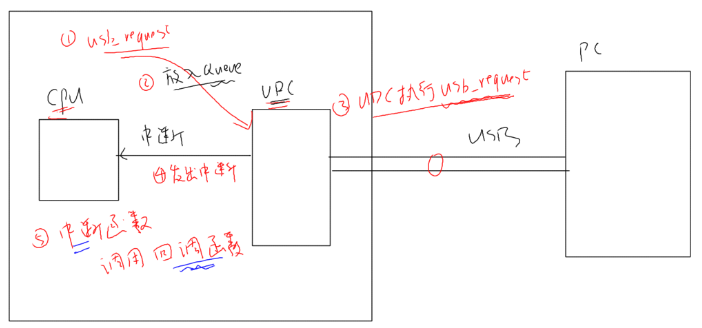 ① usb_request
② 放入Queue
CPU
UDC
PC
③ UDC执行usb_request
中断
④发出中断
USB
⑤ 中断函数
调用回调函数